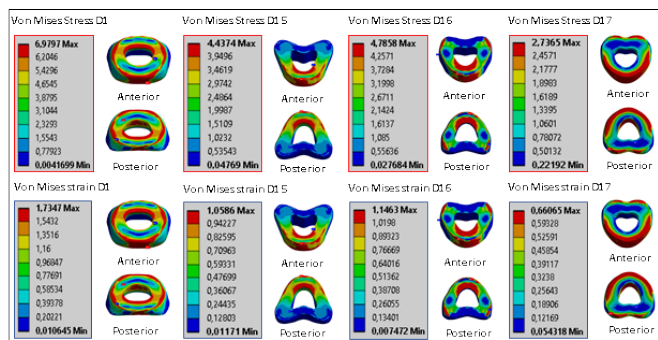 Von Mises Stress D1
6,9797 Max
6,2046
5,4296
4,6545
3,8795
3,1044
2,3293
1,5543
0,77923
0,0041699 Min
Anterior
Posterior
Von Mises Stress D15
4,4374 Max
3,9496
3,4619
2,9742
2,4864
1,9987
1,5109
1,0232
0,53543
0,04769 Min
Anterior
Posterior
Von Mises Stress D16
4,7858 Max
4,2571
3,7284
3,1998
2,6711
2,1424
1,6137
1,085
0,55636
0,027684 Min
Anterior
Posterior
Von Mises Stress D17
2,7365 Max
2,4571
2,1777
1,8983
1,6189
1,3395
1,0601
0,78072
0,50132
0,22192 Min
Anterior
Posterior
Von Mises strain D1
1,7347 Max
1,5432
1,3516
1,16
0,96847
0,77691
0,58534
0,39378
0,20221
0,010645 Min
Anterior
Posterior
Von Mises strain D15
1,0586 Max
0,94227
0,82595
0,70963
0,59331
0,47699
0,36067
0,24435
0,12803
0,01171 Min
Anterior
Posterior
Von Mises strain D16
1,1463 Max
1,0198
0,89323
0,76669
0,64016
0,51362
0,38708
0,26055
0,13401
0,007472 Min
Anterior
Posterior
Von Mises strain D17
0,66065 Max
0,59328
0,52591
0,45854
0,39117
0,3238
0,25643
0,18906
0,12169
0,054318 Min
Anterior
Posterior